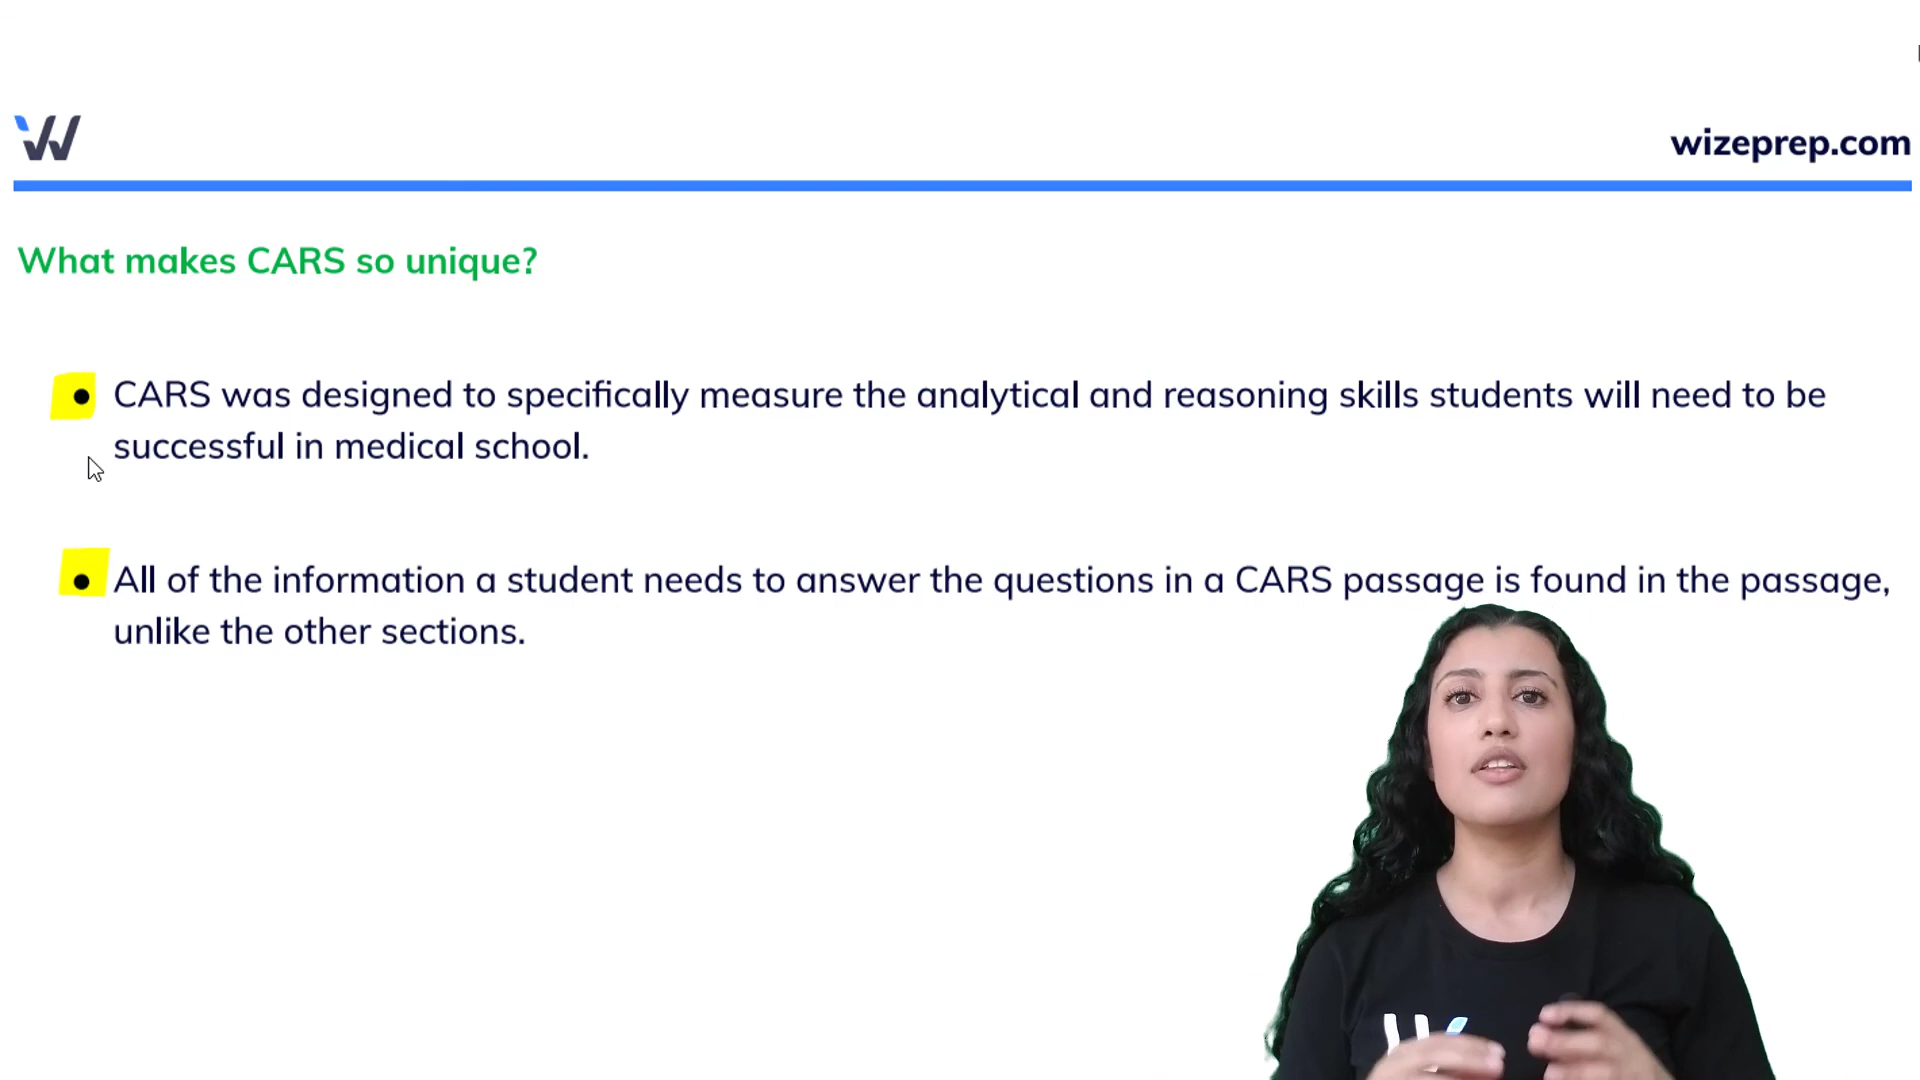 wizeprep.com
What makes CARS so unique?
CARS was designed to specifically measure the analytical and reasoning skills students will need to be
successful in medical school.
All of the information a student needs to answer the questions in a CARS passage is found in the passage,
unlike the other sections.